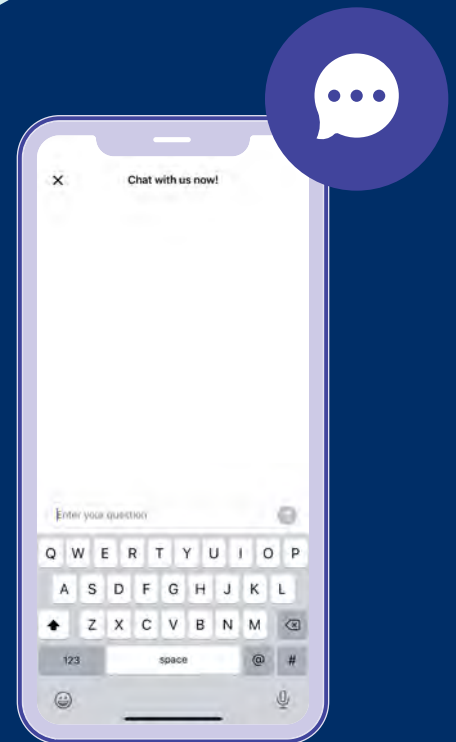 Chat with us now!
Enter your question
Q W E R T Y U I O P
A S D F G H J K L
Z X C V B N M
123 space @ #